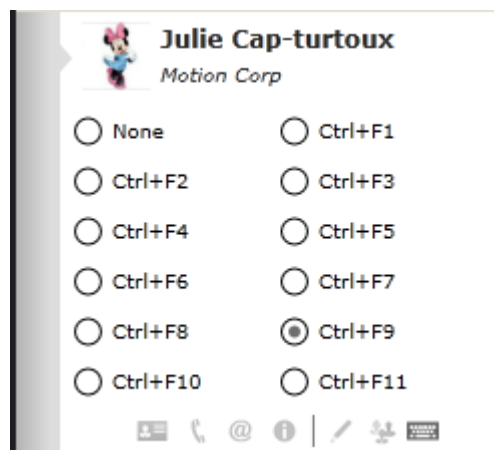 Julie Cap-turtoux
Motion Corp
None Ctrl+F1
Ctrl+F2 Ctrl+F3
Ctrl+F4 Ctrl+F5
Ctrl+F6 Ctrl+F7
Ctrl+F8 Ctrl+F9
Ctrl+F10 Ctrl+F11